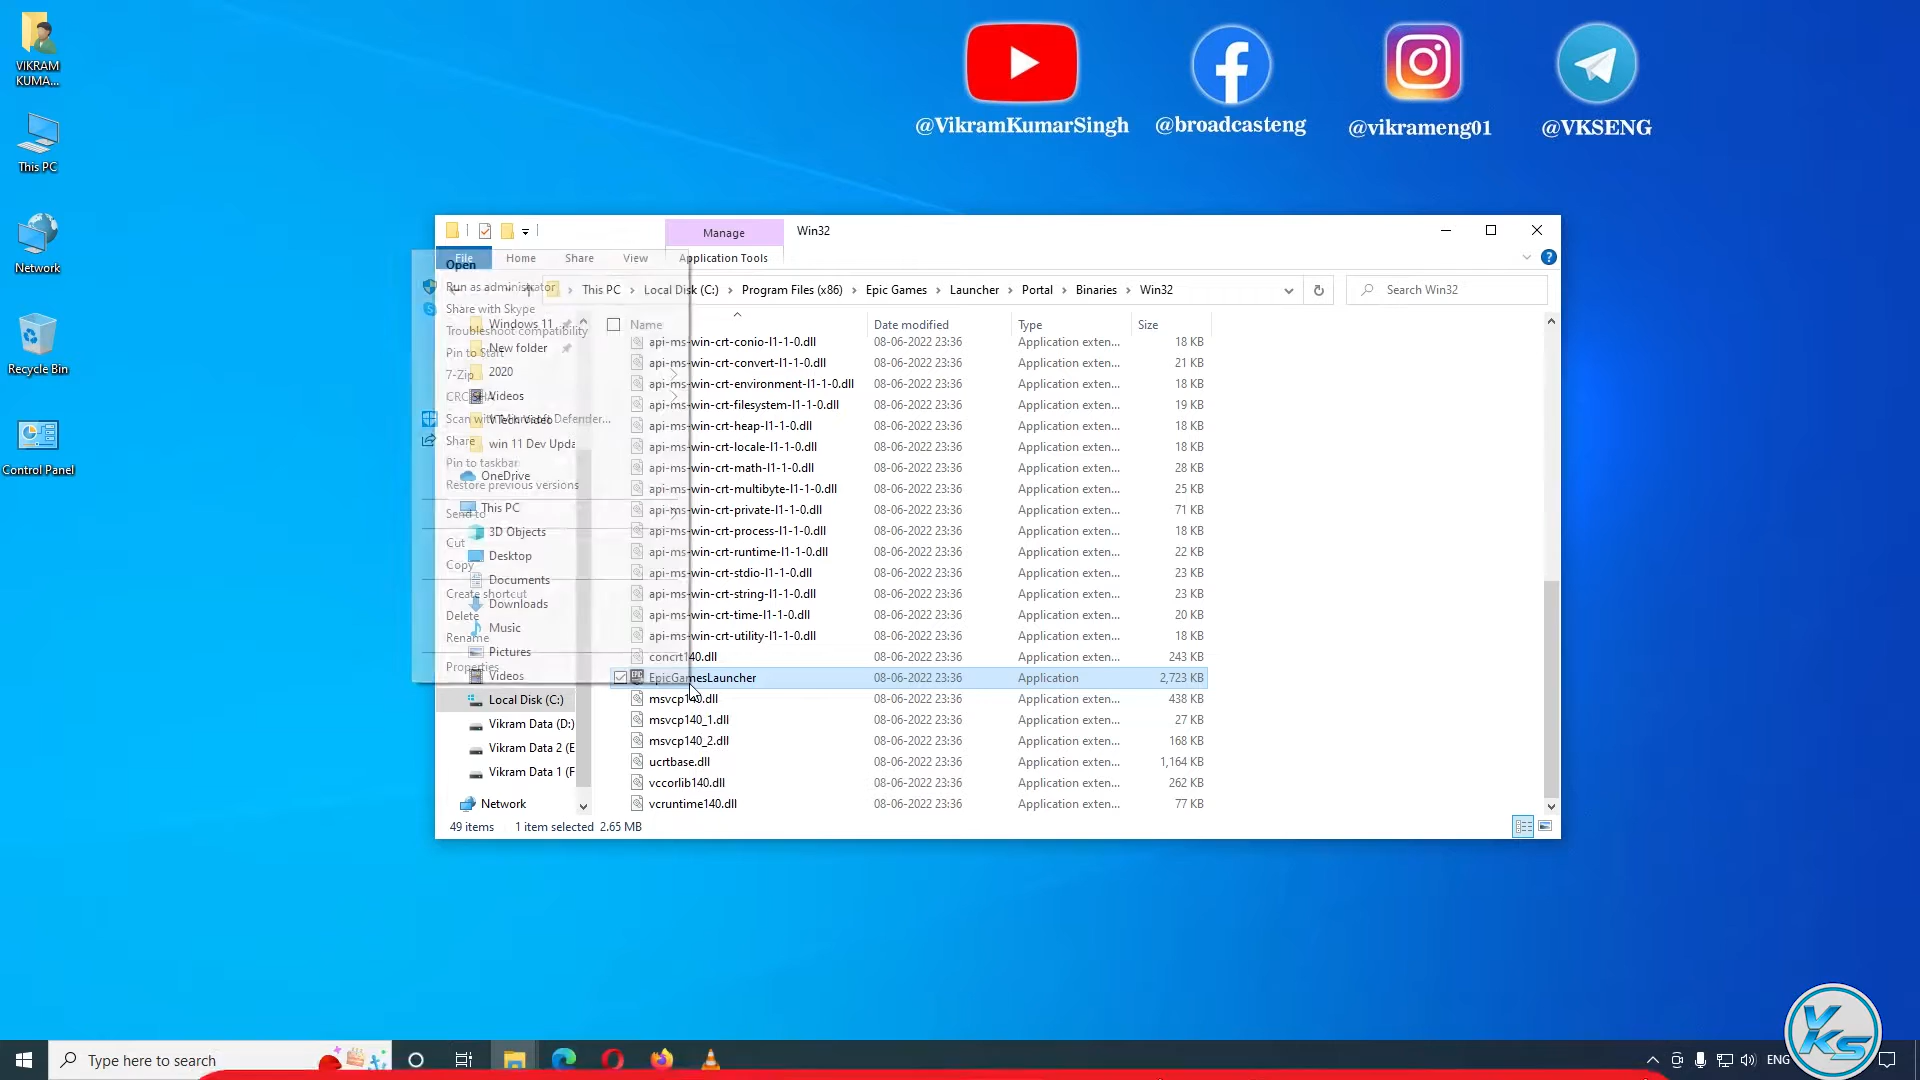 VIKRAM
KUMA...
This PC
Network
Recycle Bin
Control Panel
@VikramKumarSingh
@broadcasteng
@vikrameng01
@VKSENG
Manage
Win32
File
Home
Share
View
Application Tools
This PC
Local Disk (C:)
Program Files (x86)
Epic Games
Launcher
Portal
Binaries
Win32
Search Win32
Open
Run as administrator
Share with Skype
Troubleshoot compatibility
Pin to Start
7-Zip
CRC SHA
Scan with Microsoft Defender...
Share
Pin to taskbar
Restore previous versions
Send to
Cut
Copy
Create shortcut
Delete
Rename
Properties
Windows 11
New folder
2020
Videos
VTech Video
win 11 Dev Upda
OneDrive
This PC
3D Objects
Desktop
Documents
Downloads
Music
Pictures
Videos
Local Disk (C:)
Vikram Data (D:)
Vikram Data 2 (E
Vikram Data 1 (F
Network
Name Date modified Type Size
api-ms-win-crt-conio-l1-1-0.dll 08-06-2022 23:36 Application exten... 18 KB
api-ms-win-crt-convert-l1-1-0.dll 08-06-2022 23:36 Application exten... 21 KB
api-ms-win-crt-environment-l1-1-0.dll 08-06-2022 23:36 Application exten... 18 KB
api-ms-win-crt-filesystem-l1-1-0.dll 08-06-2022 23:36 Application exten... 19 KB
api-ms-win-crt-heap-l1-1-0.dll 08-06-2022 23:36 Application exten... 18 KB
api-ms-win-crt-locale-l1-1-0.dll 08-06-2022 23:36 Application exten... 18 KB
api-ms-win-crt-math-l1-1-0.dll 08-06-2022 23:36 Application exten... 28 KB
api-ms-win-crt-multibyte-l1-1-0.dll 08-06-2022 23:36 Application exten... 25 KB
api-ms-win-crt-private-l1-1-0.dll 08-06-2022 23:36 Application exten... 71 KB
api-ms-win-crt-process-l1-1-0.dll 08-06-2022 23:36 Application exten... 18 KB
api-ms-win-crt-runtime-l1-1-0.dll 08-06-2022 23:36 Application exten... 22 KB
api-ms-win-crt-stdio-l1-1-0.dll 08-06-2022 23:36 Application exten... 23 KB
api-ms-win-crt-string-l1-1-0.dll 08-06-2022 23:36 Application exten... 23 KB
api-ms-win-crt-time-l1-1-0.dll 08-06-2022 23:36 Application exten... 20 KB
api-ms-win-crt-utility-l1-1-0.dll 08-06-2022 23:36 Application exten... 18 KB
concrt140.dll 08-06-2022 23:36 Application exten... 243 KB
EpicGamesLauncher 08-06-2022 23:36 Application 2,723 KB
msvcp140.dll 08-06-2022 23:36 Application exten... 438 KB
msvcp140_1.dll 08-06-2022 23:36 Application exten... 27 KB
msvcp140_2.dll 08-06-2022 23:36 Application exten... 168 KB
ucrtbase.dll 08-06-2022 23:36 Application exten... 1,164 KB
vccorlib140.dll 08-06-2022 23:36 Application exten... 262 KB
vcruntime140.dll 08-06-2022 23:36 Application exten... 77 KB
49 items 1 item selected 2.65 MB
Type here to search
ENG
VKS